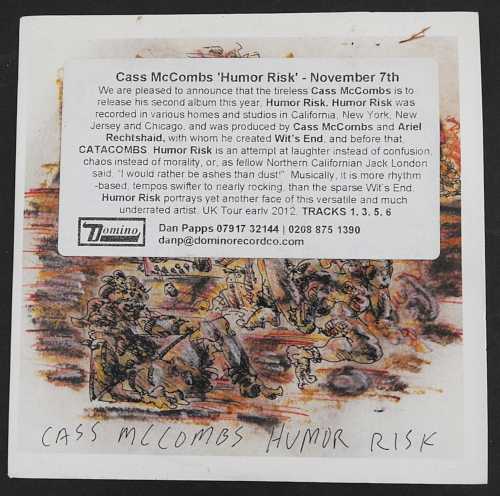 Cass McCombs 'Humor Risk' - November 7th
We are pleased to announce that the tireless Cass McCombs is to
release his second album this year, Humor Risk. Humor Risk was
recorded in various homes and studios in California, New York, New
Jersey and Chicago, and was produced by Cass McCombs and Ariel
Rechtshaid, with whom he created Wit's End, and before that,
CATACOMBS. Humor Risk is an attempt at laughter instead of confusion,
chaos instead of morality, or, as fellow Northern Californian Jack London
said, "I would rather be ashes than dust!" Musically, it is more rhythm
-based, tempos swifter to nearly rocking, than the sparse Wit's End.
Humor Risk portrays yet another face of this versatile and much
underrated artist. UK Tour early 2012. TRACKS 1, 3, 5, 6
Domino
Dan Papps 07917 32144 | 0208 875 1390
danp@dominorecordco.com
CASS MCCOMBS HUMOR RISK